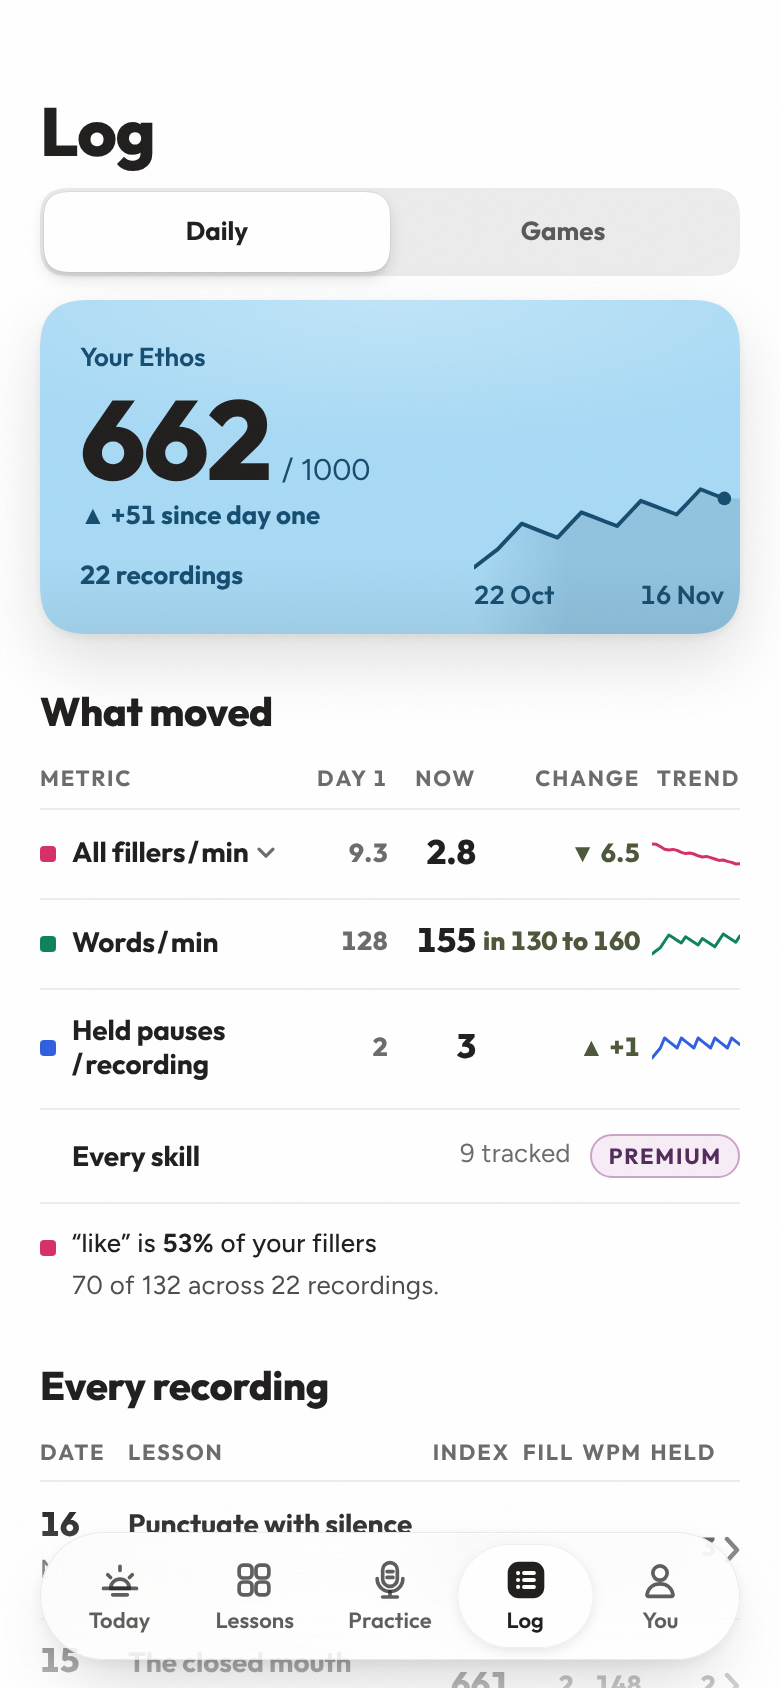 Log
Daily Games
Your Ethos
662 / 1000
▲ +51 since day one
22 recordings
22 Oct 16 Nov
What moved
METRIC DAY 1 NOW CHANGE TREND
All fillers/min 9.3 2.8 ▼ 6.5
Words/min 128 155 in 130 to 160
Held pauses
/recording 2 3 ▲ +1
Every skill 9 tracked PREMIUM
“like” is 53% of your fillers
70 of 132 across 22 recordings.
Every recording
DATE LESSON INDEX FILL WPM HELD
16 Punctuate with silence
Today Lessons Practice Log You
15 The closed mouth
661 2 148 2